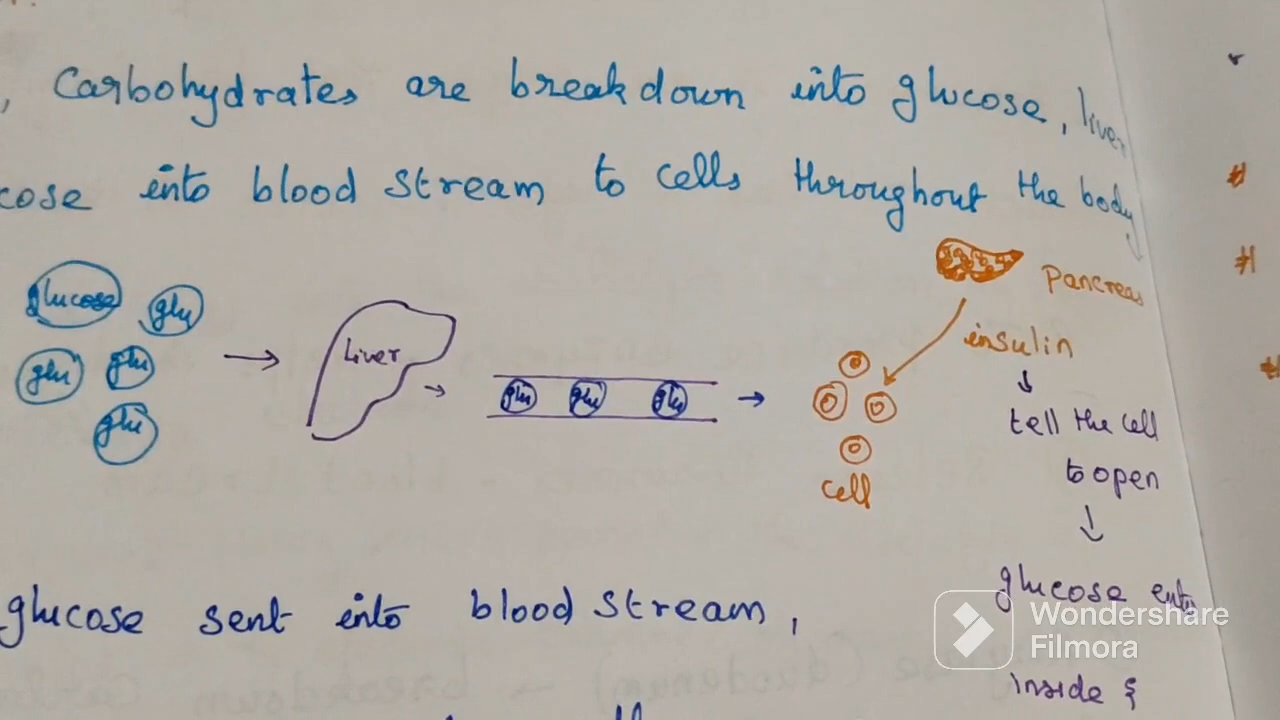 , Carbohydrates are breakdown into glucose, liver
cose into blood stream to cells throughout the body
glucose glu
glu glu
glu
Liver
glu glu glu
cell
Pancreas
insulin
tell the cell
to open
glucose
inside &
glucose sent into blood stream,
Wondershare
Filmora